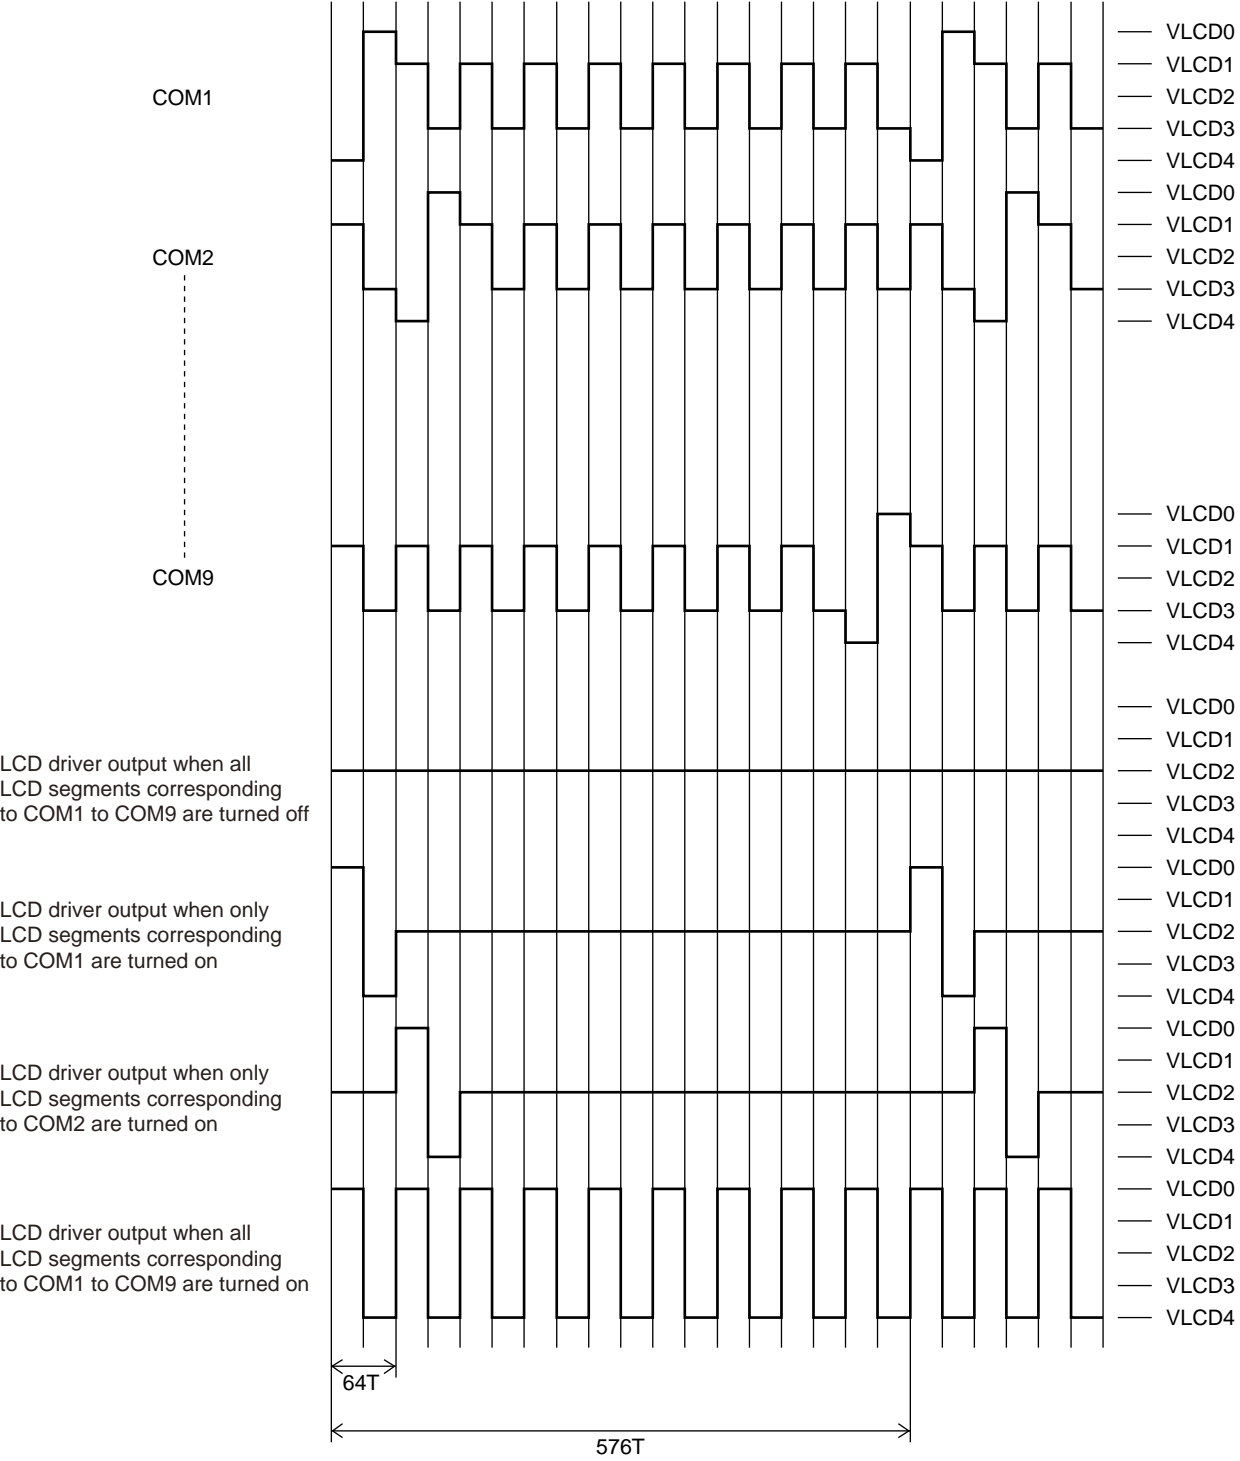 COM1
VLCD0
VLCD1
VLCD2
VLCD3
VLCD4
COM2
VLCD0
VLCD1
VLCD2
VLCD3
VLCD4
COM9
VLCD0
VLCD1
VLCD2
VLCD3
VLCD4
LCD driver output when all
LCD segments corresponding
to COM1 to COM9 are turned off
VLCD0
VLCD1
VLCD2
VLCD3
VLCD4
LCD driver output when only
LCD segments corresponding
to COM1 are turned on
VLCD0
VLCD1
VLCD2
VLCD3
VLCD4
LCD driver output when only
LCD segments corresponding
to COM2 are turned on
VLCD0
VLCD1
VLCD2
VLCD3
VLCD4
LCD driver output when all
LCD segments corresponding
to COM1 to COM9 are turned on
VLCD0
VLCD1
VLCD2
VLCD3
VLCD4
64T
576T